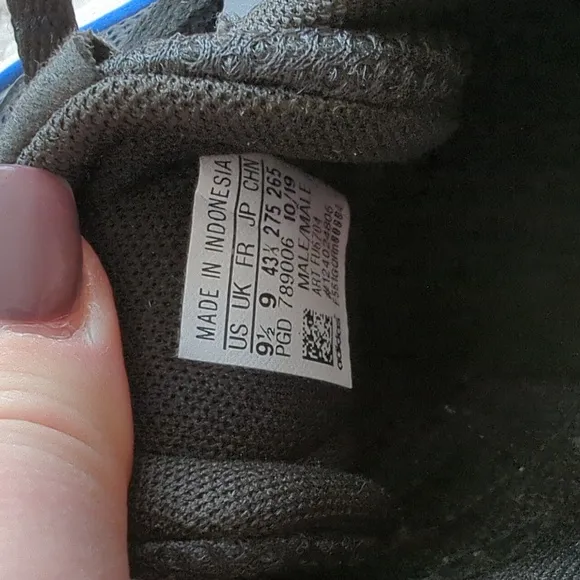 MADE IN INDONESIA
US UK FR JP CHN
9½ 9 43⅓ 275 265
PGD 789006 10/19
MALE/MALE
ART FU6704
adidas